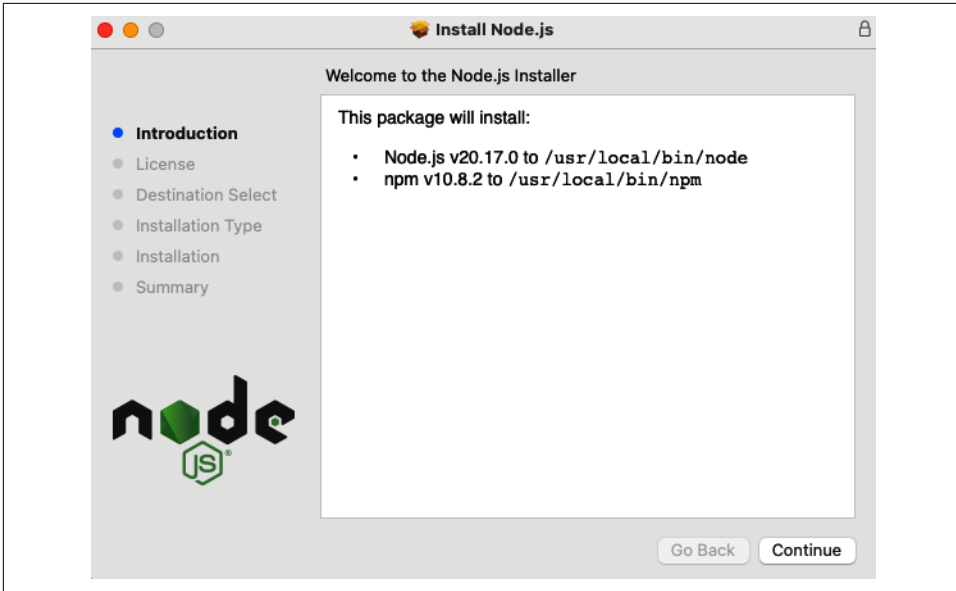 Install Node.js
Welcome to the Node.js Installer
Introduction
License
Destination Select
Installation Type
Installation
Summary
This package will install:
• Node.js v20.17.0 to /usr/local/bin/node
• npm v10.8.2 to /usr/local/bin/npm
node
JS®
Go Back
Continue